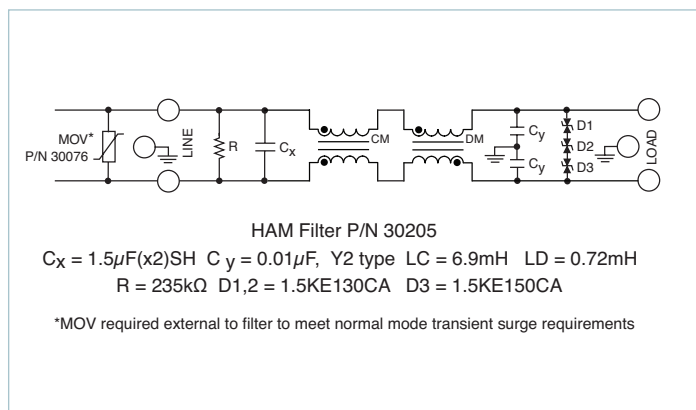 MOV*
P/N 30076
LINE
R
Cx
CM
DM
Cy
Cy
D1
D2
D3
LOAD
HAM Filter P/N 30205
Cx = 1.5µF(x2)SH C y = 0.01µF, Y2 type LC = 6.9mH LD = 0.72mH
R = 235kΩ D1,2 = 1.5KE130CA D3 = 1.5KE150CA
*MOV required external to filter to meet normal mode transient surge requirements